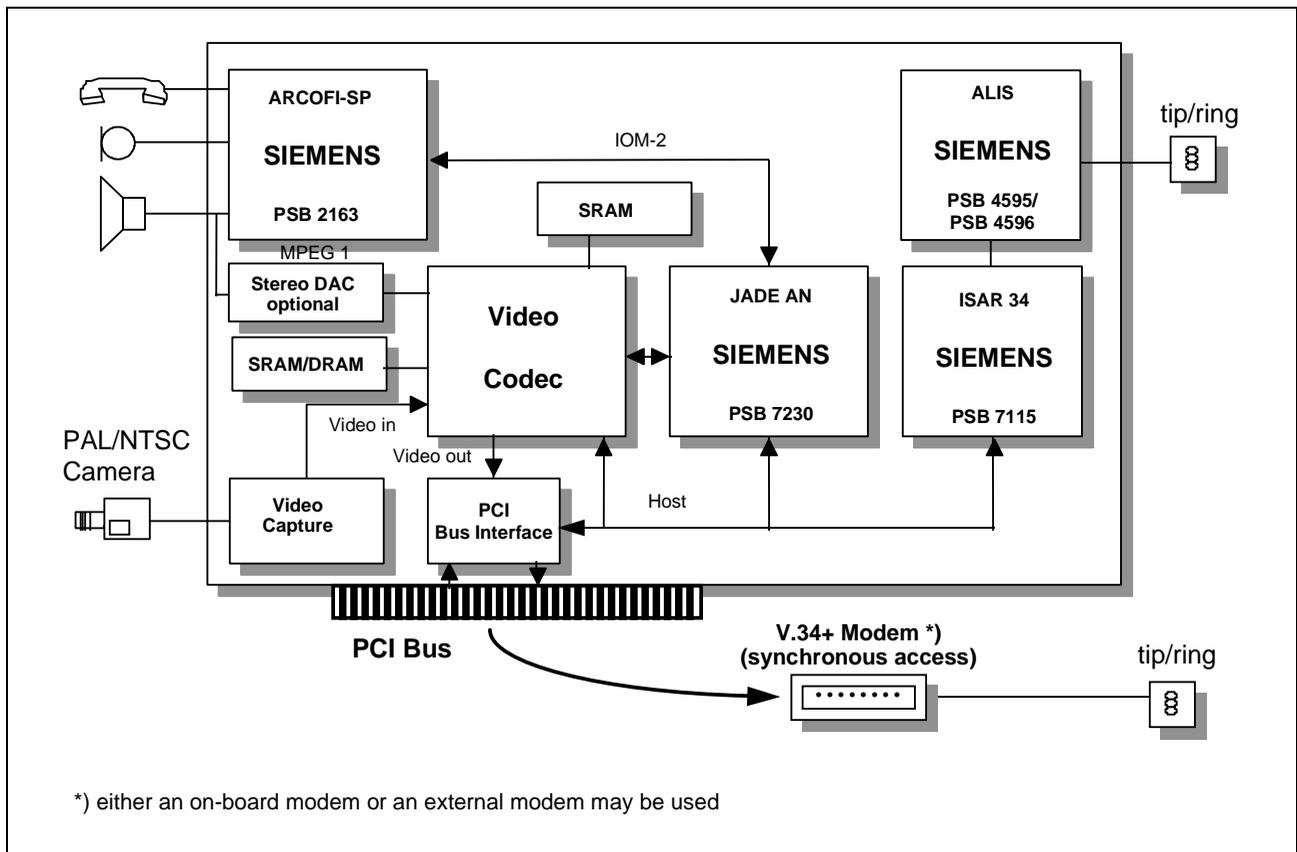 ARCOFI-SP
SIEMENS
PSB 2163
IOM-2
ALIS
SIEMENS
PSB 4595/
PSB 4596
tip/ring
SRAM
MPEG 1
Stereo DAC
optional
SRAM/DRAM
Video
Codec
JADE AN
SIEMENS
PSB 7230
ISAR 34
SIEMENS
PSB 7115
Video in
Video out
PAL/NTSC
Camera
Video
Capture
PCI
Bus Interface
Host
PCI Bus
V.34+ Modem *)
(synchronous access)
tip/ring
*) either an on-board modem or an external modem may be used